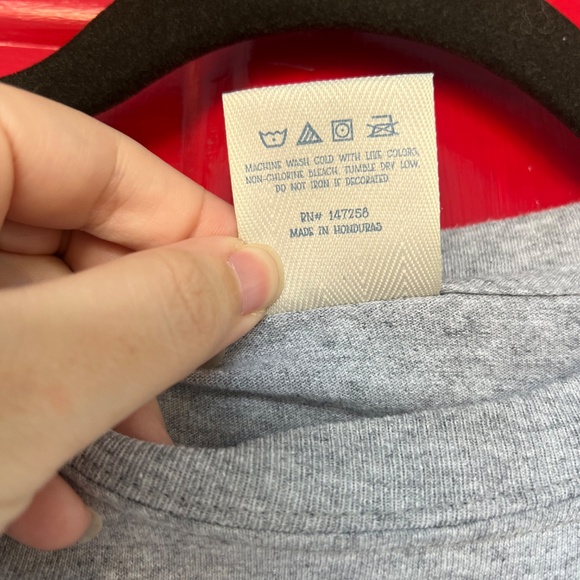 MACHINE WASH COLD WITH LIKE COLORS,
NON-CHLORINE BLEACH, TUMBLE DRY LOW,
DO NOT IRON IF DECORATED.
RN# 147258
MADE IN HONDURAS